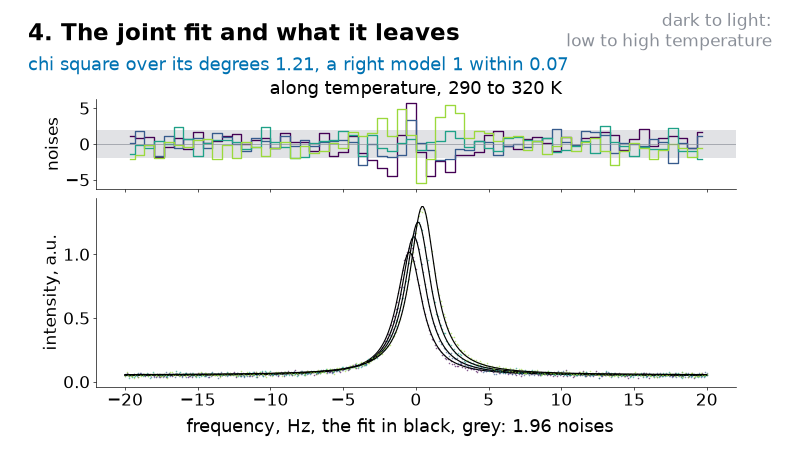 4. The joint fit and what it leaves
dark to light:
low to high temperature
chi square over its degrees 1.21, a right model 1 within 0.07
along temperature, 290 to 320 K
noises
5
0
−5
intensity, a.u.
1.0
0.5
0.0
−20 −15 −10 −5 0 5 10 15 20
frequency, Hz, the fit in black, grey: 1.96 noises